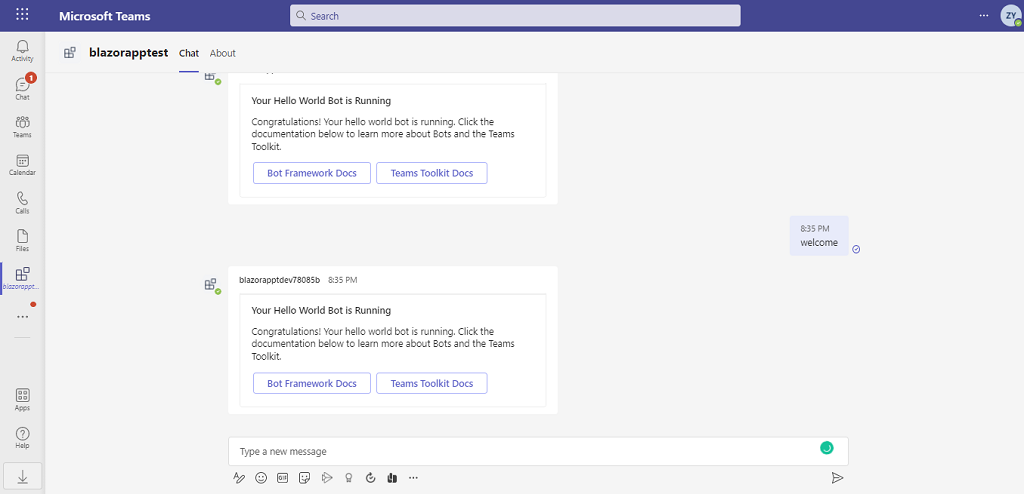 Microsoft Teams
Search
ZY
Activity
1
Chat
Teams
Calendar
Calls
Files
blazorappt...
Apps
Help
blazorapptest Chat About
Your Hello World Bot is Running
Congratulations! Your hello world bot is running. Click the
documentation below to learn more about Bots and the Teams
Toolkit.
Bot Framework Docs Teams Toolkit Docs
8:35 PM
welcome
blazorapptdev78085b 8:35 PM
Your Hello World Bot is Running
Congratulations! Your hello world bot is running. Click the
documentation below to learn more about Bots and the Teams
Toolkit.
Bot Framework Docs Teams Toolkit Docs
Type a new message
GIF